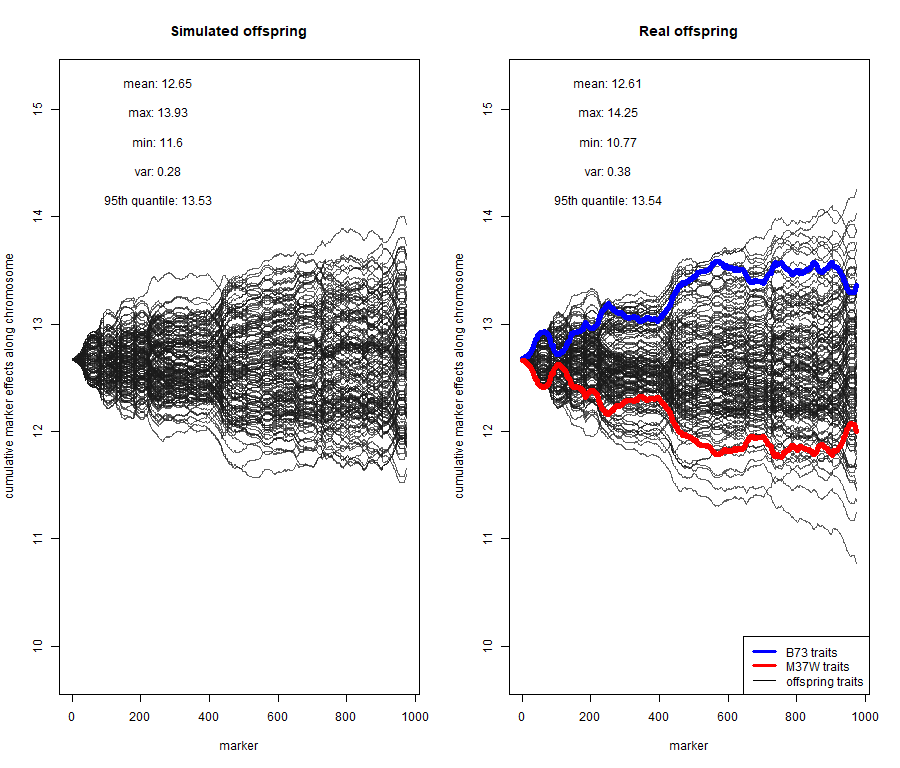 Simulated offspring
mean: 12.65
max: 13.93
min: 11.6
var: 0.28
95th quantile: 13.53
cumulative marker effects along chromosome
10 11 12 13 14 15
0 200 400 600 800 1000
marker
Real offspring
mean: 12.61
max: 14.25
min: 10.77
var: 0.38
95th quantile: 13.54
cumulative marker effects along chromosome
10 11 12 13 14 15
B73 traits
M37W traits
offspring traits
0 200 400 600 800 1000
marker